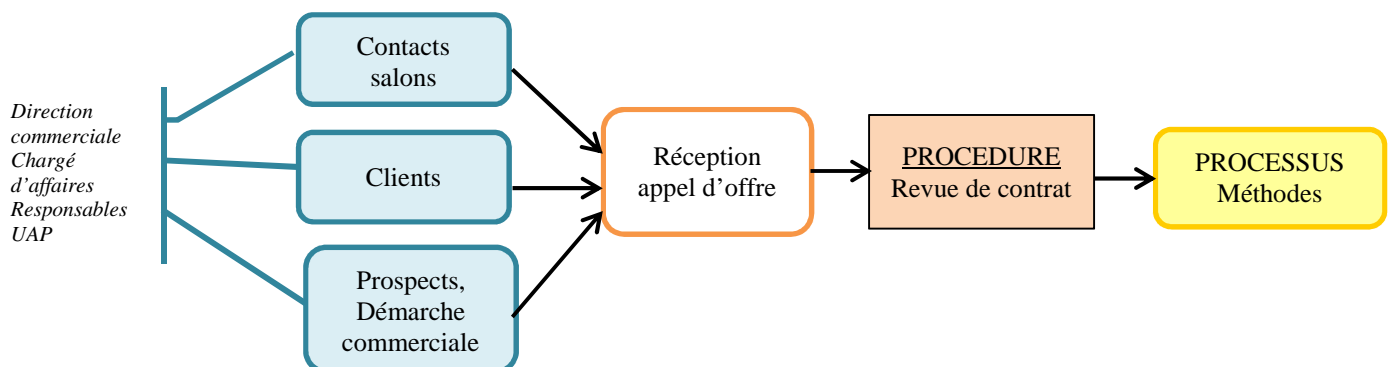 Direction
commerciale
Chargé
d’affaires
Responsables
UAP
Contacts
salons
Clients
Prospects,
Démarche
commerciale
Réception
appel d’offre
PROCEDURE
Revue de contrat
PROCESSUS
Méthodes